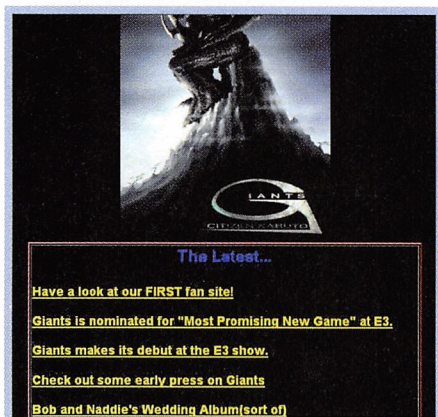 GIANTS
CITIZEN KABUTO
The Latest...
Have a look at our FIRST fan site!
Giants is nominated for "Most Promising New Game" at E3.
Giants makes its debut at the E3 show.
Check out some early press on Giants
Bob and Naddie's Wedding Album(sort of)